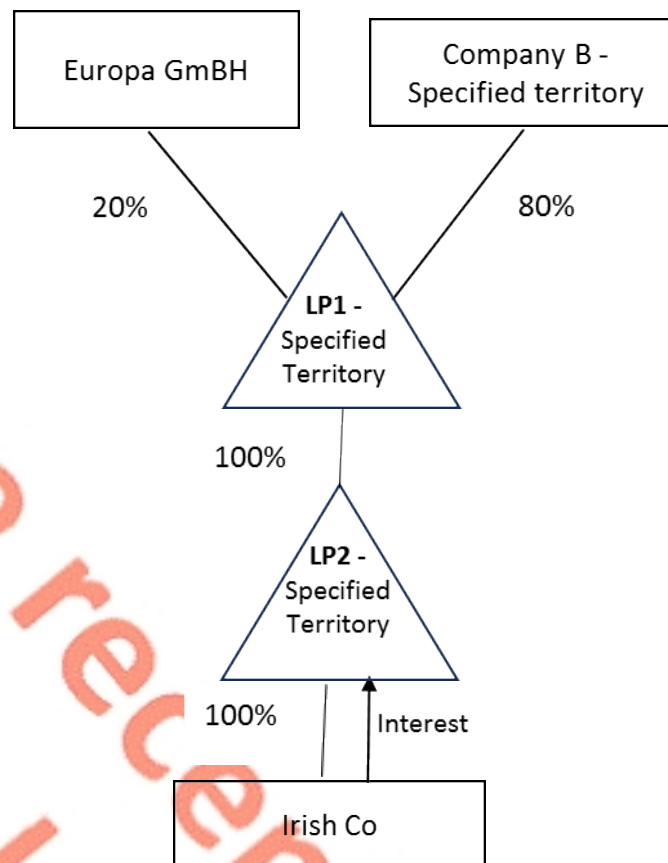 Europa GmBH
Company B -
Specified territory
20%
80%
LP1 -
Specified
Territory
100%
LP2 -
Specified
Territory
100%
Interest
Irish Co